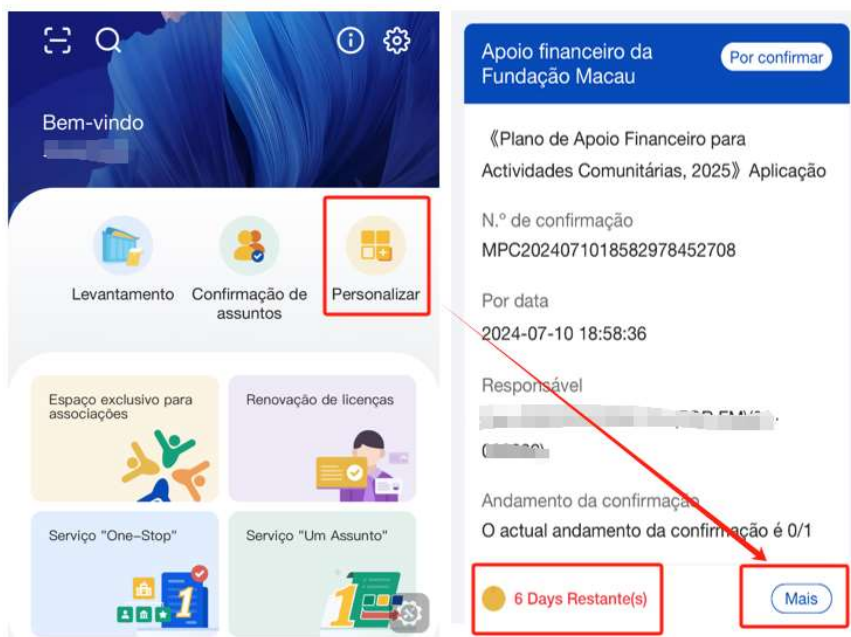 Bem-vindo
Levantamento
Confirmação de
assuntos
Personalizar
Espaço exclusivo para
associações
Renovação de licenças
Serviço "One-Stop"
Serviço "Um Assunto"
1
1
Apoio financeiro da
Fundação Macau
Por confirmar
《Plano de Apoio Financeiro para
Actividades Comunitárias, 2025》 Aplicação
N.º de confirmação
MPC2024071018582978452708
Por data
2024-07-10 18:58:36
Responsável
Andamento da confirmação
O actual andamento da confirmação é 0/1
6 Days Restante(s)
Mais